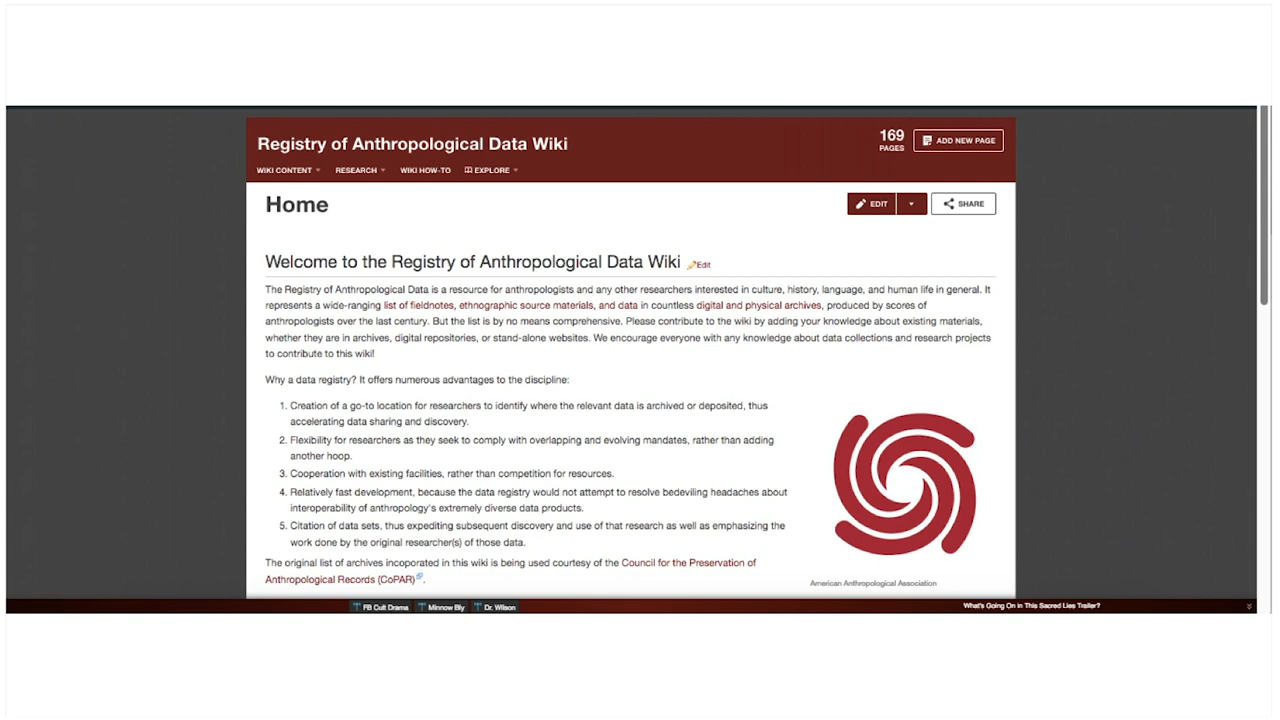 Registry of Anthropological Data Wiki
169
PAGES
ADD NEW PAGE
WIKI CONTENT
RESEARCH
WIKI HOW-TO
EXPLORE
Home
EDIT
SHARE
Welcome to the Registry of Anthropological Data Wiki
Edit
The Registry of Anthropological Data is a resource for anthropologists and any other researchers interested in culture, history, language, and human life in general. It
represents a wide-ranging list of fieldnotes, ethnographic source materials, and data in countless digital and physical archives, produced by scores of
anthropologists over the last century. But the list is by no means comprehensive. Please contribute to the wiki by adding your knowledge about existing materials,
whether they are in archives, digital repositories, or stand-alone websites. We encourage everyone with any knowledge about data collections and research projects
to contribute to this wiki!
Why a data registry? It offers numerous advantages to the discipline:
1. Creation of a go-to location for researchers to identify where the relevant data is archived or deposited, thus
accelerating data sharing and discovery.
2. Flexibility for researchers as they seek to comply with overlapping and evolving mandates, rather than adding
another hoop.
3. Cooperation with existing facilities, rather than competition for resources.
4. Relatively fast development, because the data registry would not attempt to resolve bedeviling headaches about
interoperability of anthropology's extremely diverse data products.
5. Citation of data sets, thus expediting subsequent discovery and use of that research as well as emphasizing the
work done by the original researcher(s) of those data.
The original list of archives incoporated in this wiki is being used courtesy of the Council for the Preservation of
Anthropological Records (CoPAR).
American Anthropological Association
FB Cult Drama
Minnow Bly
Dr. Wilson
What's Going On in This Sacred Lies Trailer?